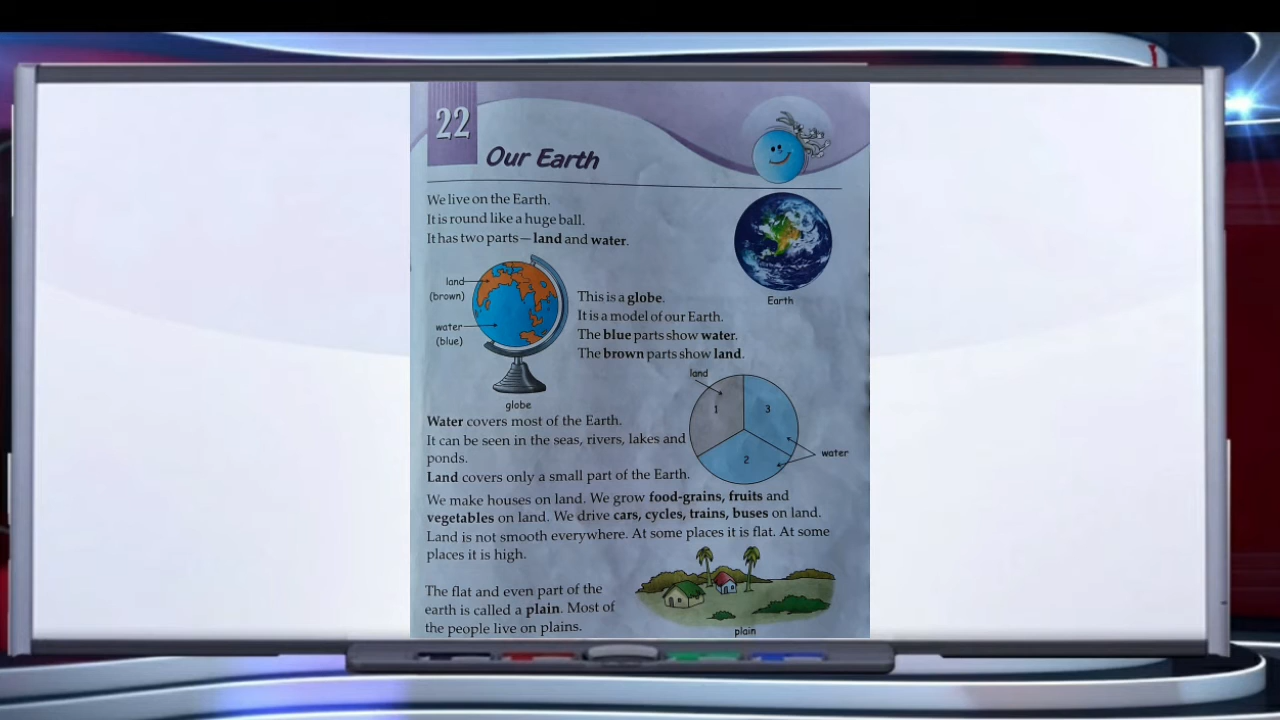 22
Our Earth
We live on the Earth.
It is round like a huge ball.
It has two parts—land and water.
Earth
land
(brown)
water
(blue)
globe
This is a globe.
It is a model of our Earth.
The blue parts show water.
The brown parts show land.
land
1
3
2
water
Water covers most of the Earth.
It can be seen in the seas, rivers, lakes and
ponds.
Land covers only a small part of the Earth.
We make houses on land. We grow food-grains, fruits and
vegetables on land. We drive cars, cycles, trains, buses on land.
Land is not smooth everywhere. At some places it is flat. At some
places it is high.
The flat and even part of the
earth is called a plain. Most of
the people live on plains.
plain